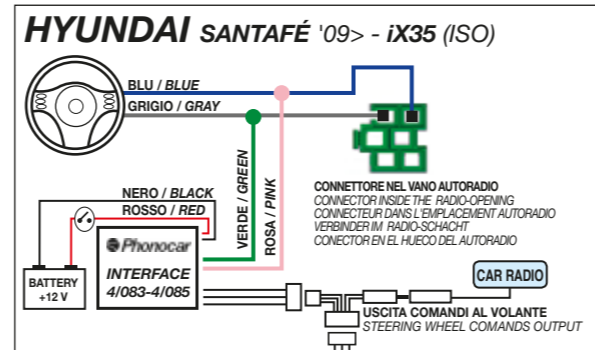 HYUNDAI SANTAFÉ '09> - iX35 (ISO)
BLU / BLUE
GRIGIO / GRAY
NERO / BLACK
ROSSO / RED
VERDE / GREEN
ROSA / PINK
CONNETTORE NEL VANO AUTORADIO
CONNECTOR INSIDE THE RADIO-OPENING
CONNECTEUR DANS L'EMPLACEMENT AUTORADIO
VERBINDER IM RADIO-SCHACHT
CONECTOR EN EL HUECO DEL AUTORADIO
Phonocar
INTERFACE
4/083-4/085
BATTERY
+12 V
CAR RADIO
USCITA COMANDI AL VOLANTE
STEERING WHEEL COMANDS OUTPUT